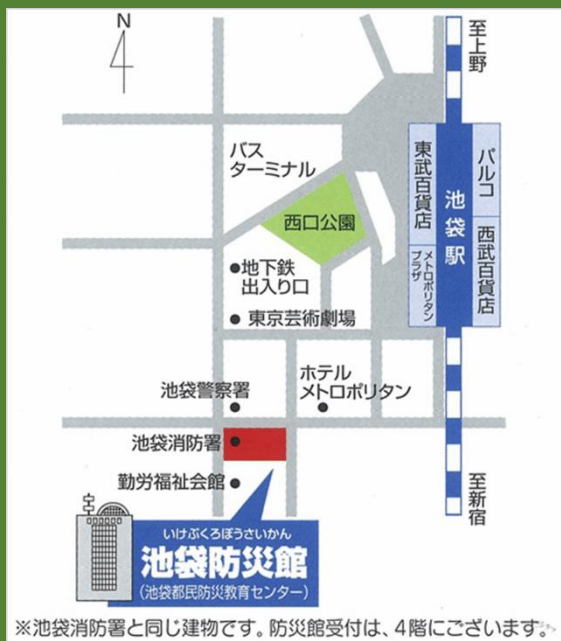 N
至上野
バス
ターミナル
東武百貨店
パルコ
池袋駅
西口公園
西武百貨店
メトロポリタン
プラザ
地下鉄
出入り口
東京芸術劇場
ホテル
メトロポリタン
池袋警察署
池袋消防署
勤労福祉会館
至新宿
いけぶくろぼうさいかん
池袋防災館
(池袋都民防災教育センター)
※池袋消防署と同じ建物です。防災館受付は、4階にございます。